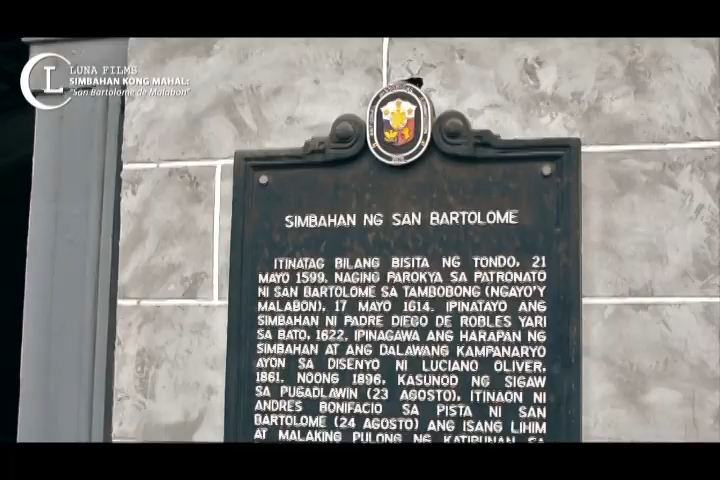 LUNA FILMS
SIMBAHAN KONG MAHAL:
"San Bartolome de Malabon"
SIMBAHAN NG SAN BARTOLOME
ITINATAG BILANG BISITA NG TONDO, 21
MAYO 1599. NAGING PAROKYA SA PATRONATO
NI SAN BARTOLOME SA TAMBOBONG (NGAYO'Y
MALABON), 17 MAYO 1614. IPINATAYO ANG
SIMBAHAN NI PADRE DIEGO DE ROBLES YARI
SA BATO, 1622. IPINAGAWA ANG HARAPAN NG
SIMBAHAN AT ANG DALAWANG KAMPANARYO
AYON SA DISENYO NI LUCIANO OLIVER,
1861. NOONG 1896, KASUNOD NG SIGAW
SA PUGADLAWIN (23 AGOSTO), ITINAON NI
ANDRES BONIFACIO SA PISTA NI SAN
BARTOLOME (24 AGOSTO) ANG ISANG LIHIM
AT MALAKING PULONG NG KATIPUNAN SA